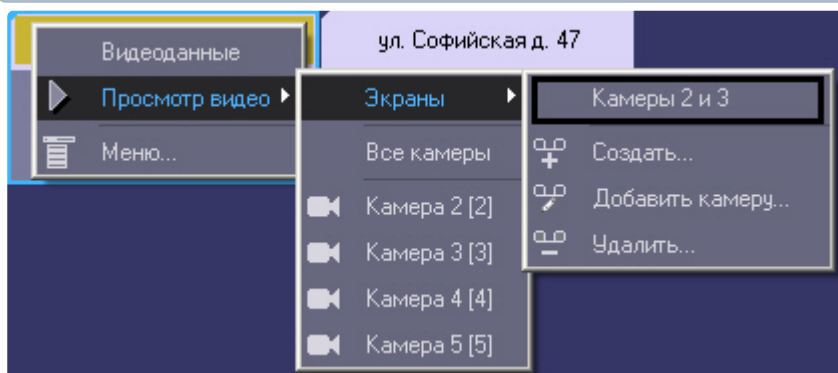 ул. Софийская д. 47
Видеоданные
Просмотр видео
Меню...
Экраны
Все камеры
Камера 2 [2]
Камера 3 [3]
Камера 4 [4]
Камера 5 [5]
Камеры 2 и 3
Создать...
Добавить камеру...
Удалить...